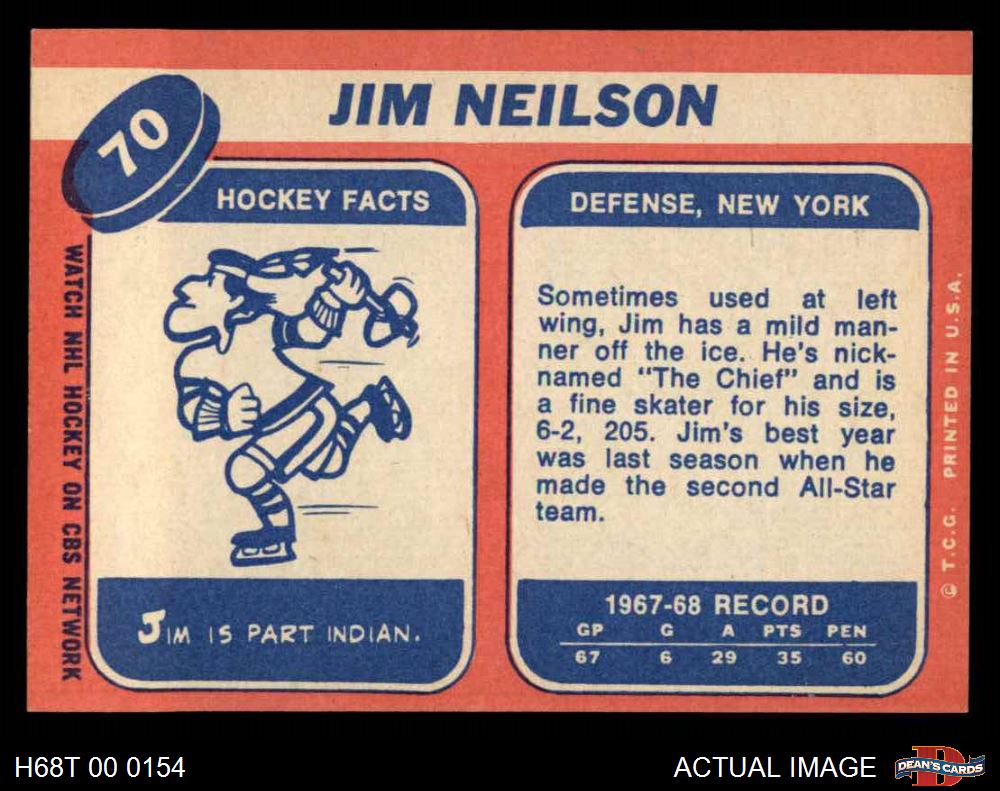 JIM NEILSON
70
HOCKEY FACTS
JIM IS PART INDIAN.
WATCH NHL HOCKEY ON CBS NETWORK
DEFENSE, NEW YORK
Sometimes used at left
wing, Jim has a mild man-
ner off the ice. He's nick-
named "The Chief" and is
a fine skater for his size,
6-2, 205. Jim's best year
was last season when he
made the second All-Star
team.
1967-68 RECORD
GP G A PTS PEN
67 6 29 35 60
© T.C.G. PRINTED IN U.S.A.
H68T 00 0154
ACTUAL IMAGE
D
DEAN'S CARDS